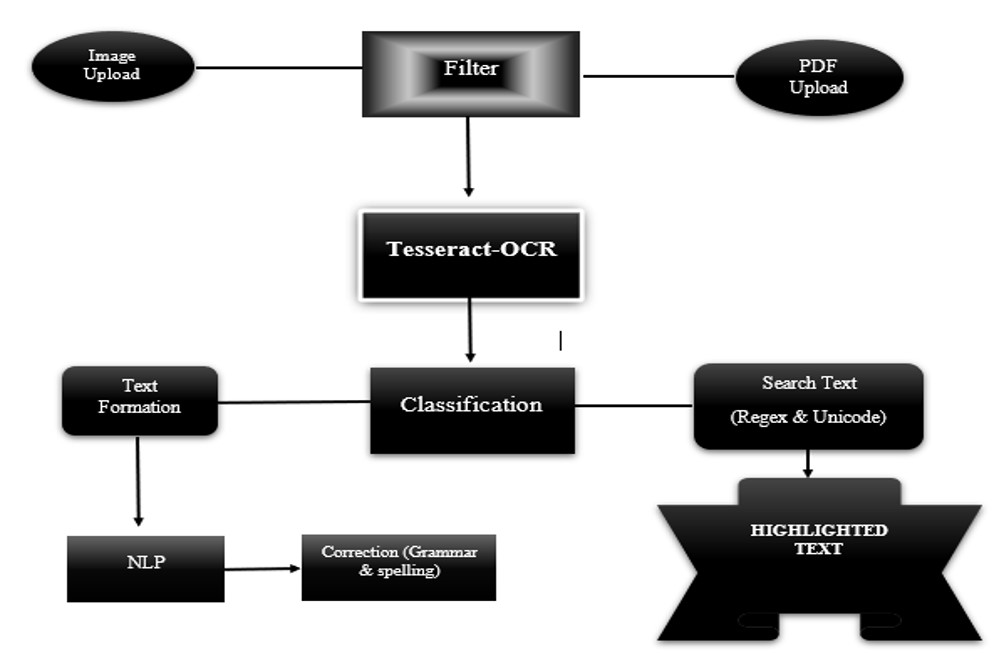 Image
Upload
Filter
PDF
Upload
Tesseract-OCR
Text
Formation
Classification
Search Text
(Regex & Unicode)
NLP
Correction (Grammar
& spelling)
HIGHLIGHTED
TEXT